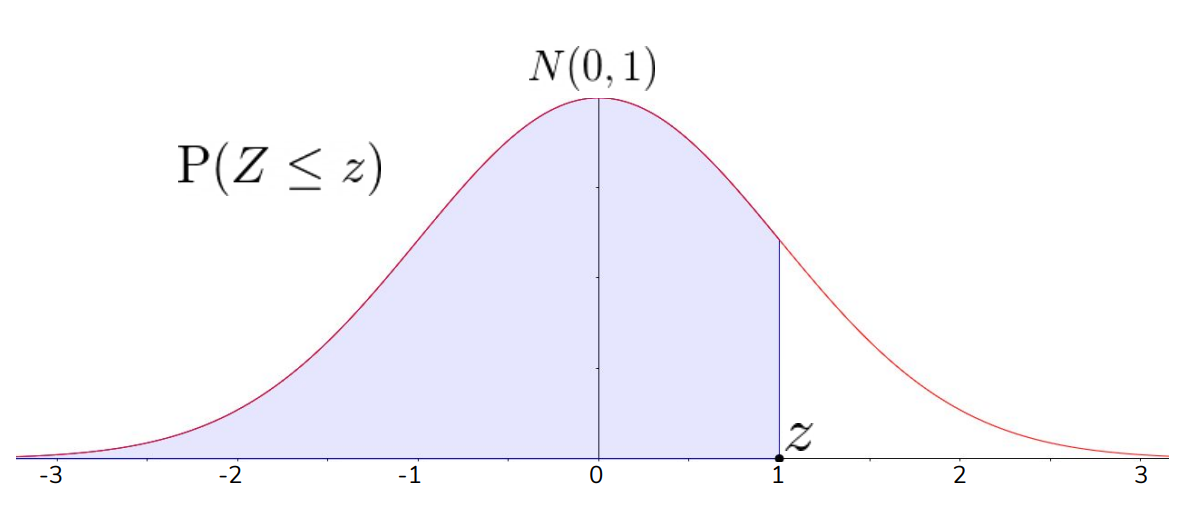 N(0, 1)
P(Z ≤ z)
z
-3 -2 -1 0 1 2 3